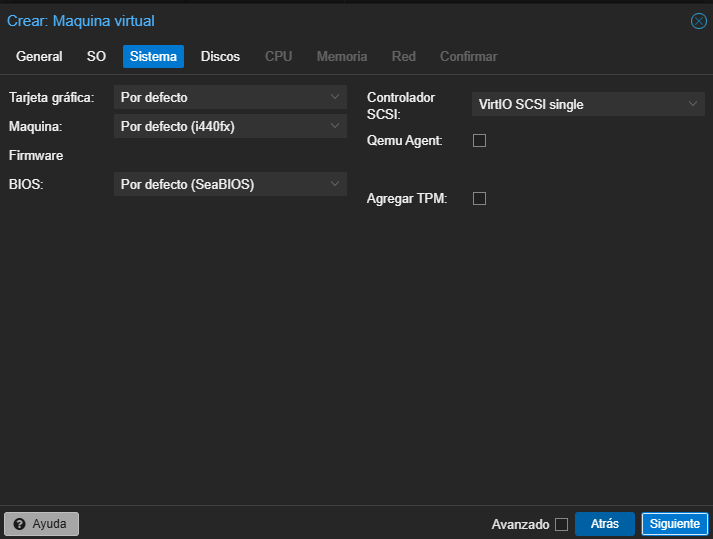 Crear: Maquina virtual
General SO Sistema Discos CPU Memoria Red Confirmar
Tarjeta gráfica: Por defecto
Maquina: Por defecto (i440fx)
Firmware
BIOS: Por defecto (SeaBIOS)
Controlador
SCSI:
VirtIO SCSI single
Qemu Agent:
Agregar TPM:
Ayuda
Avanzado Atrás Siguiente